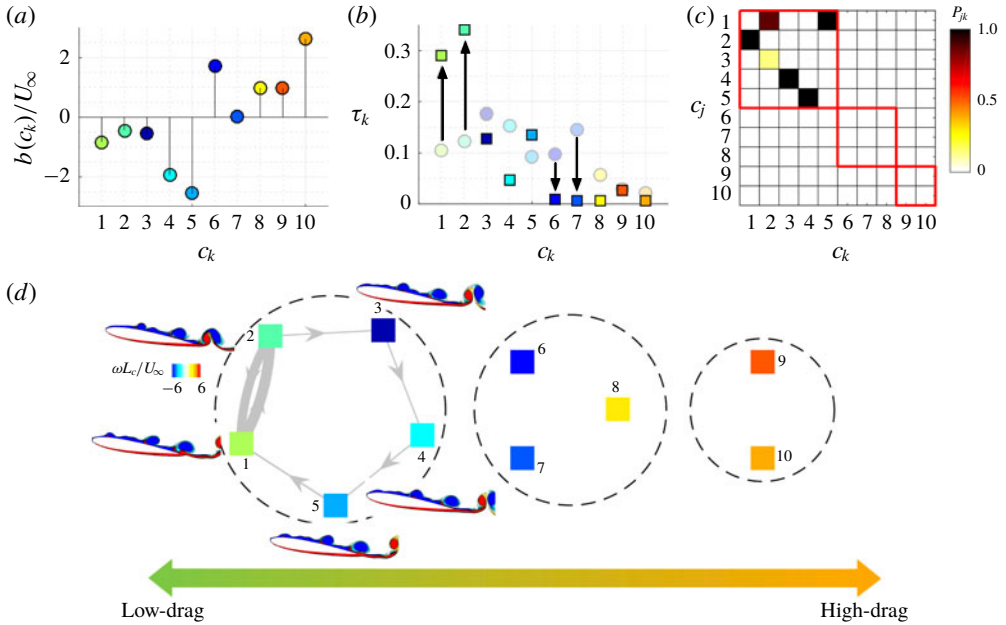 (a)
2
0
−2
b(c_k)/U_∞
1 2 3 4 5 6 7 8 9 10
c_k
(b)
0.3
0.2
0.1
0
τ_k
1 2 3 4 5 6 7 8 9 10
c_k
(c)
1
2
3
4
5
6
7
8
9
10
c_j
1 2 3 4 5 6 7 8 9 10
c_k
P_jk
1.0
0.5
0
(d)
2
3
ωL_c/U_∞
−6 6
1
4
5
6
8
7
9
10
Low-drag
High-drag